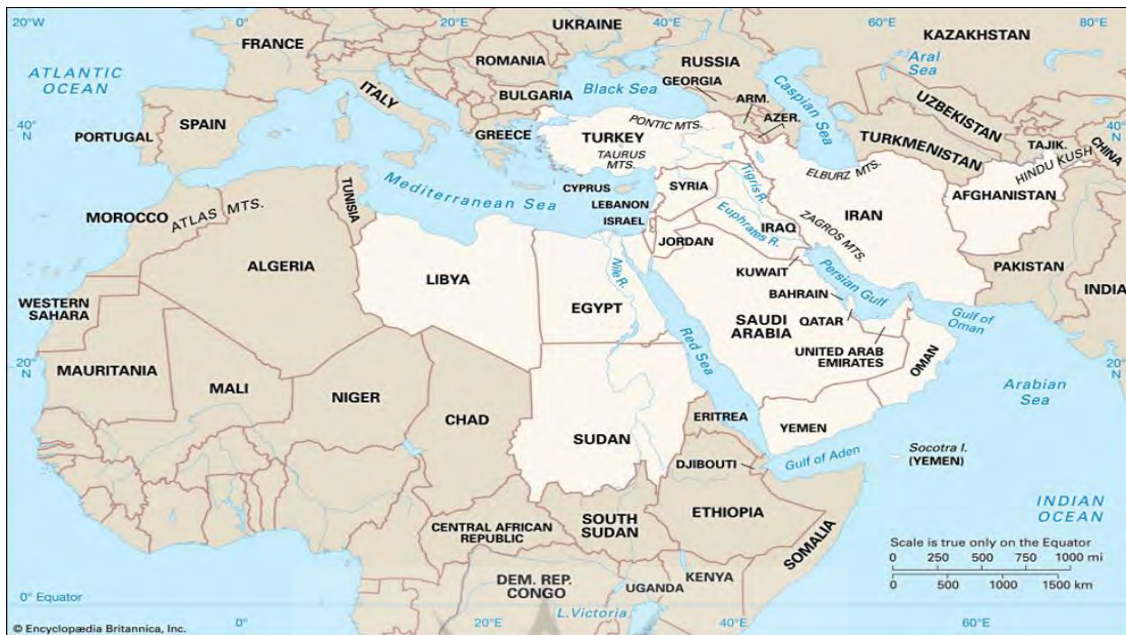 20°W
0°
20°E
40°E
60°E
80°E
UKRAINE
FRANCE
KAZAKHSTAN
ATLANTIC
OCEAN
ROMANIA
RUSSIA
Aral
Sea
GEORGIA
BULGARIA
Black Sea
Caspian Sea
ITALY
UZBEKISTAN
PORTUGAL
SPAIN
ARM.
AZER.
40°
N
GREECE
TURKEY
PONTIC MTS.
TAURUS
MTS.
TURKMENISTAN
TAJIK.
CHINA
40°
N
ELBURZ MTS.
HINDU KUSH
Mediterranean Sea
CYPRUS
SYRIA
Tigris R.
AFGHANISTAN
TUNISIA
LEBANON
ISRAEL
MOROCCO
ATLAS MTS.
IRAQ
Euphrates R.
IRAN
ZAGROS MTS.
JORDAN
ALGERIA
LIBYA
Nile R.
KUWAIT
PAKISTAN
INDIA
WESTERN
SAHARA
EGYPT
BAHRAIN
Persian Gulf
SAUDI
ARABIA
QATAR
Gulf of
Oman
Red Sea
UNITED ARAB
EMIRATES
OMAN
20°
N
20°
N
MAURITANIA
MALI
NIGER
CHAD
Arabian
Sea
ERITREA
SUDAN
YEMEN
Socotra I.
(YEMEN)
DJIBOUTI
Gulf of Aden
INDIAN
OCEAN
CENTRAL AFRICAN
REPUBLIC
SOUTH
SUDAN
ETHIOPIA
SOMALIA
Scale is true only on the Equator
0 250 500 750 1000 mi
0 500 1000 1500 km
DEM. REP.
CONGO
UGANDA
KENYA
0° Equator
L.Victoria
© Encyclopædia Britannica, Inc.
0°
20°E
40°E
60°E